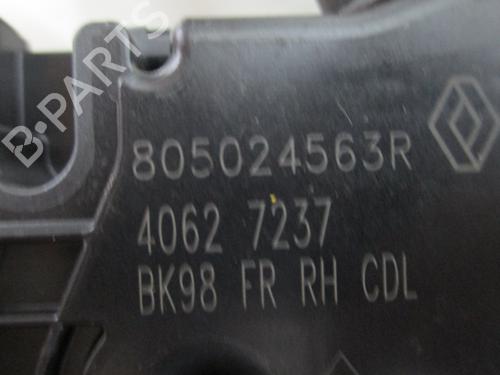 B-PARTS
805024563R
4062 7237
BK98 FR RH CDL